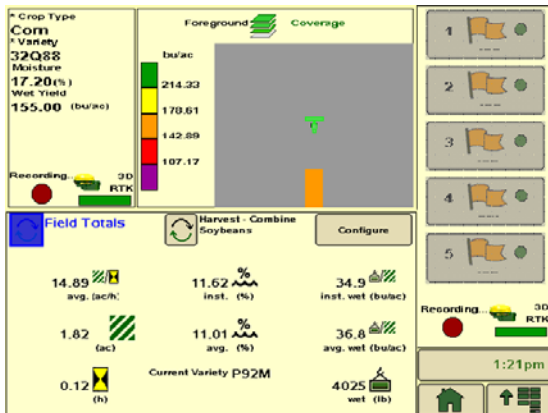 * Crop Type
Corn
* Variety
32Q88
Moisture
17.20(%)
Wet Yield
155.00 (bu/ac)
Recording...
3D
RTK
Foreground
Coverage
bu/ac
214.33
178.61
142.89
107.17
1
2
3
4
5
Field Totals
Harvest - Combine
Soybeans
Configure
14.89
avg. (ac/h)
%
11.62
inst. (%)
34.9
inst. wet (bu/ac)
1.82
(ac)
%
11.01
avg. (%)
36.8
avg. wet (bu/ac)
0.12
(h)
Current Variety P92M
4025
wet (lb)
Recording...
3D
RTK
1:21pm